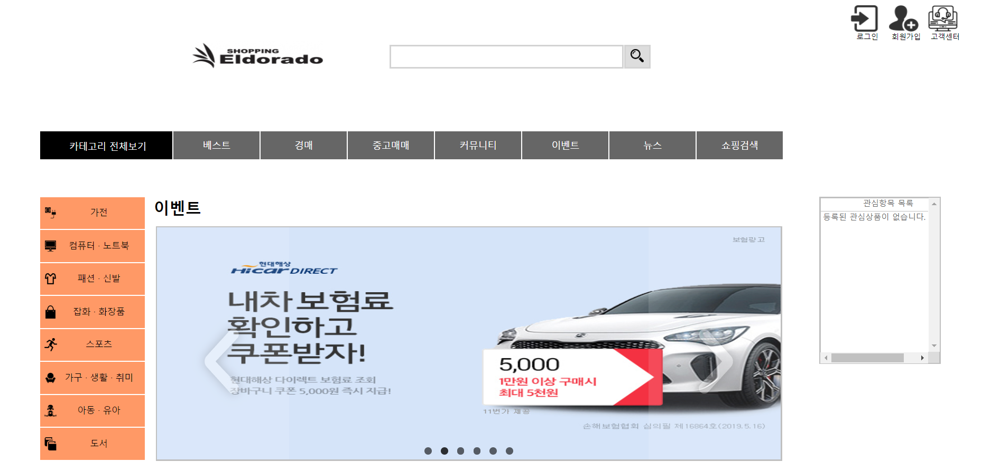 로그인
회원가입
고객센터
SHOPPING
Eldorado
카테고리 전체보기
베스트
경매
중고매매
커뮤니티
이벤트
뉴스
쇼핑검색
가전
컴퓨터 · 노트북
패션 · 신발
잡화 · 화장품
스포츠
가구 · 생활 · 취미
아동 · 유아
도서
이벤트
보험광고
현대해상
Hicar DIRECT
내차 보험료
확인하고
쿠폰받자!
현대해상 다이렉트 보험료 조회
장바구니 쿠폰 5,000원 즉시 지급!
5,000
1만원 이상 구매시
최대 5천원
11번가 제공
손해보험협회 심의필 제16864호(2019.5.16)
관심항목 목록
등록된 관심상품이 없습니다.